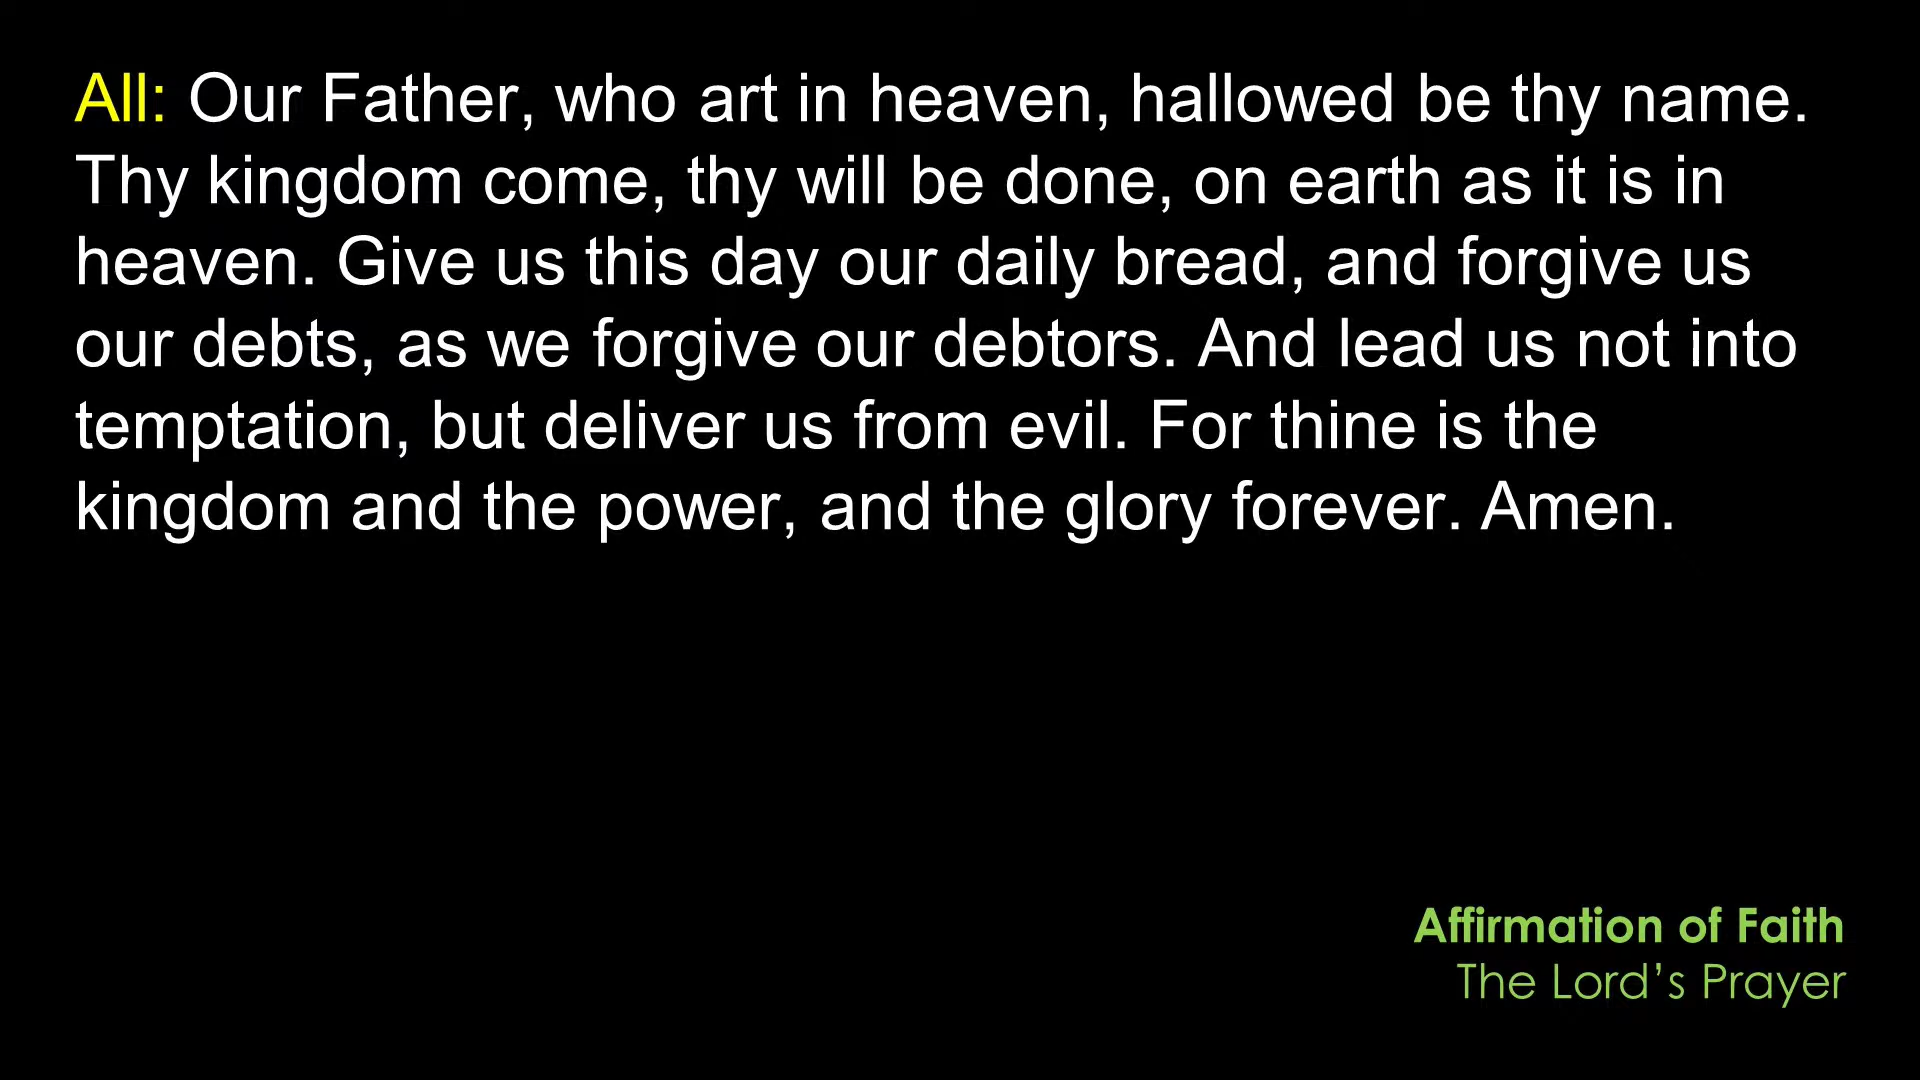 All: Our Father, who art in heaven, hallowed be thy name.
Thy kingdom come, thy will be done, on earth as it is in
heaven. Give us this day our daily bread, and forgive us
our debts, as we forgive our debtors. And lead us not into
temptation, but deliver us from evil. For thine is the
kingdom and the power, and the glory forever. Amen.
Affirmation of Faith
The Lord’s Prayer